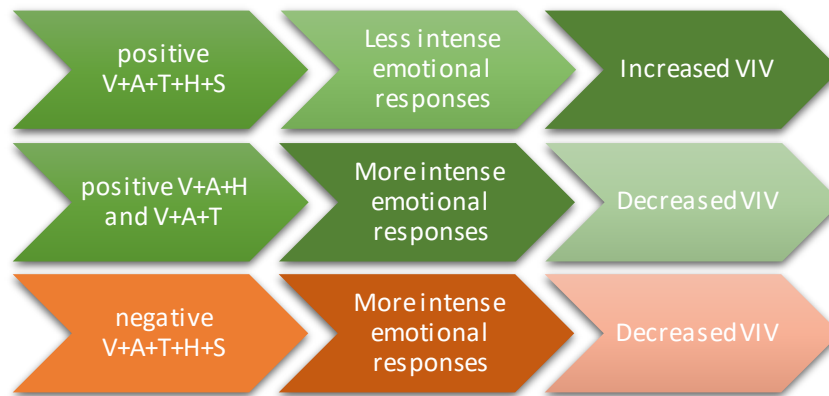 positive
V+A+T+H+S
Less intense
emotional
responses
Increased VIV
positive V+A+H
and V+A+T
More intense
emotional
responses
Decreased VIV
negative
V+A+T+H+S
More intense
emotional
responses
Decreased VIV